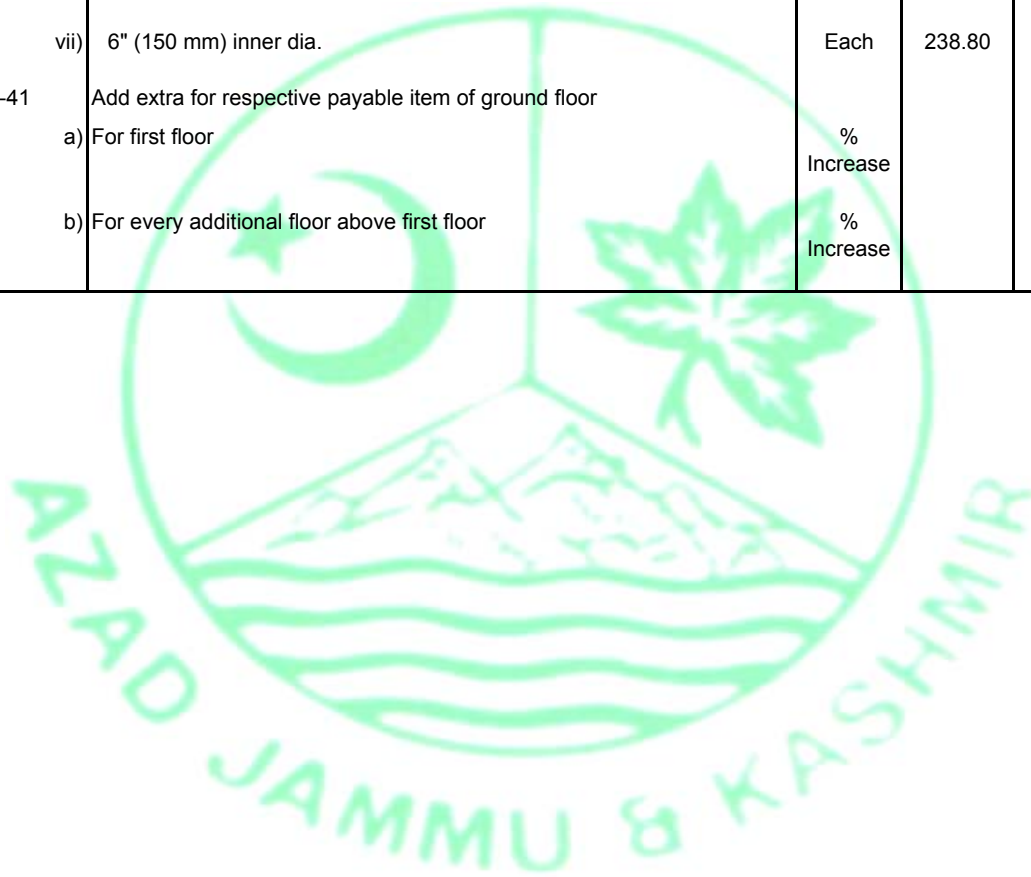 vii) 6" (150 mm) inner dia. Each 238.80
-41 Add extra for respective payable item of ground floor
a) For first floor %
Increase
b) For every additional floor above first floor %
Increase
AZAD JAMMU & KASHMIR